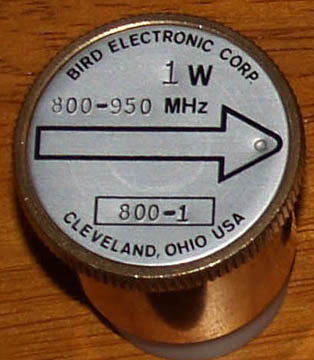 BIRD ELECTRONIC CORP.
1 W
800-950 MHz
800-1
CLEVELAND, OHIO USA